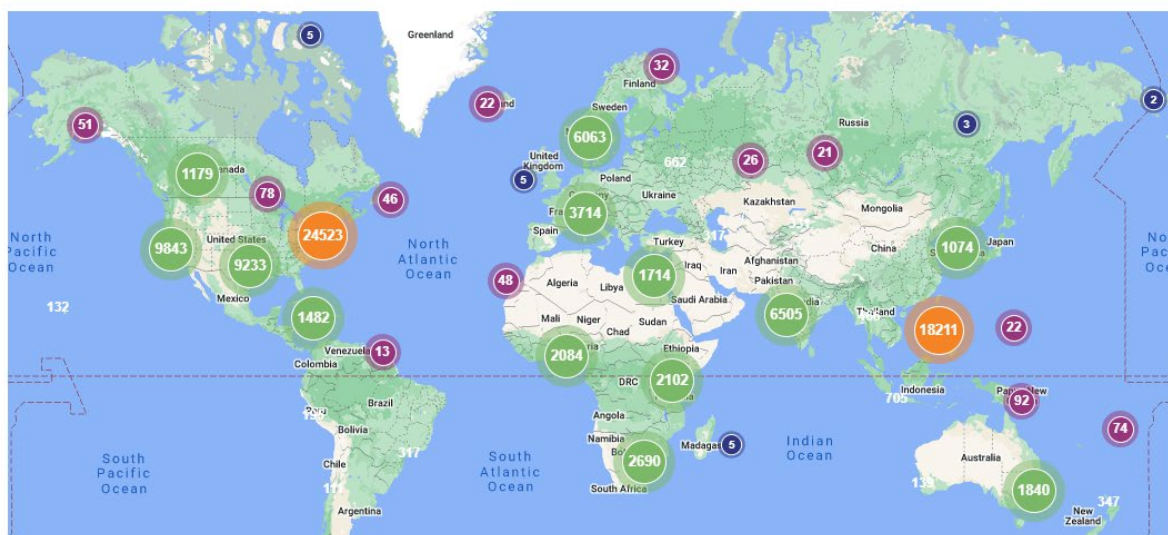 5
Greenland
32
Finland
22
51
Sweden
2
3
6063
Russia
21
United
Kingdom
662
26
1179
5
Poland
78
46
Ukraine
Kazakhstan
3714
Mongolia
24523
North
Pacific
Ocean
9843
United States
North
Atlantic
Ocean
Spain
Turkey
1074
Japan
9233
China
1714
Iraq
Iran
Afghanistan
48
Algeria
Libya
Pakistan
Mexico
Saudi Arabia
132
1482
Mali
Niger
Chad
Sudan
6505
Thailand
18211
22
Venezuela
13
2084
Ethiopia
Colombia
DRC
2102
Indonesia
705
92
Brazil
Angola
74
Bolivia
317
Namibia
Madagas
5
Indian
Ocean
South
Pacific
Ocean
Chile
South
Atlantic
Ocean
2690
Australia
139
South Africa
1840
347
Argentina
New
Zealand